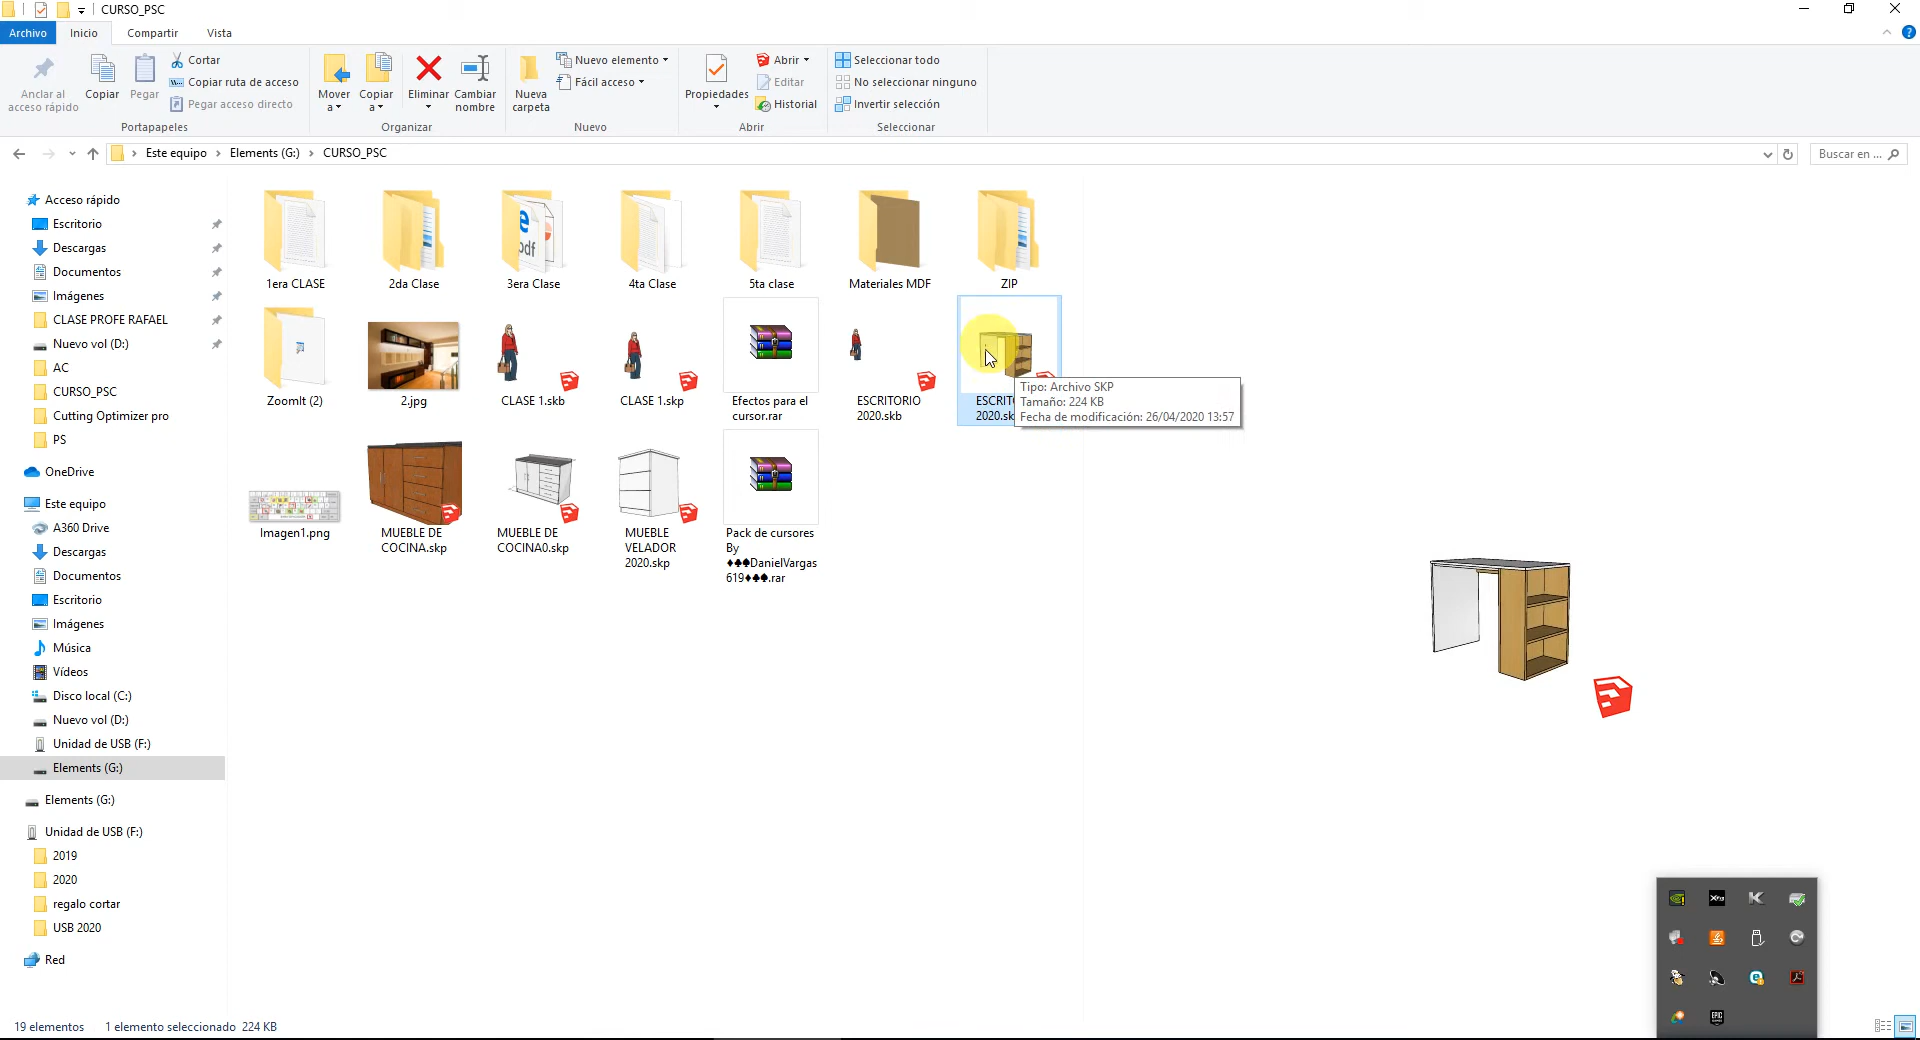 CURSO_PSC
Archivo
Inicio
Compartir
Vista
Anclar al
acceso rápido
Copiar
Pegar
Cortar
Copiar ruta de acceso
Pegar acceso directo
Portapapeles
Mover
a
Copiar
a
Eliminar
Cambiar
nombre
Organizar
Nueva
carpeta
Nuevo elemento
Fácil acceso
Nuevo
Propiedades
Abrir
Editar
Historial
Abrir
Seleccionar todo
No seleccionar ninguno
Invertir selección
Seleccionar
Este equipo
Elements (G:)
CURSO_PSC
Buscar en ...
Acceso rápido
Escritorio
Descargas
Documentos
Imágenes
CLASE PROFE RAFAEL
Nuevo vol (D:)
AC
CURSO_PSC
Cutting Optimizer pro
PS
OneDrive
Este equipo
A360 Drive
Descargas
Documentos
Escritorio
Imágenes
Música
Vídeos
Disco local (C:)
Nuevo vol (D:)
Unidad de USB (F:)
Elements (G:)
Elements (G:)
Unidad de USB (F:)
2019
2020
regalo cortar
USB 2020
Red
1era CLASE
2da Clase
3era Clase
4ta Clase
5ta clase
Materiales MDF
ZIP
ZoomIt (2)
2.jpg
CLASE 1.skb
CLASE 1.skp
Efectos para el
cursor.rar
ESCRITORIO
2020.skb
ESCRITO
2020.sk
Tipo: Archivo SKP
Tamaño: 224 KB
Fecha de modificación: 26/04/2020 13:57
Imagen1.png
MUEBLE DE
COCINA.skp
MUEBLE DE
COCINA0.skp
MUEBLE
VELADOR
2020.skp
Pack de cursores
By
♦♣♠DanielVargas
619♦♣♠.rar
19 elementos
1 elemento seleccionado 224 KB